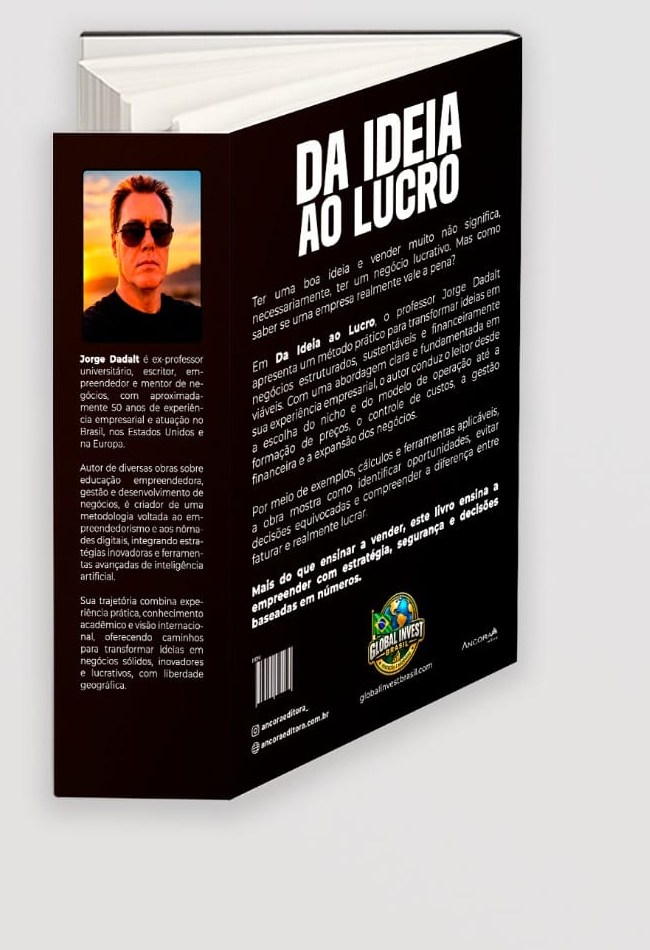 Jorge Dadalt é ex-professor
universitário, escritor, em-
preendedor e mentor de ne-
gócios, com aproximada-
mente 50 anos de experiên-
cia empresarial e atuação no
Brasil, nos Estados Unidos e
na Europa.
Autor de diversas obras sobre
educação empreendedora,
gestão e desenvolvimento de
negócios, é criador de uma
metodologia voltada ao em-
preendedorismo e aos nôma-
des digitais, integrando estra-
tégias inovadoras e ferramen-
tas avançadas de inteligência
artificial.
Sua trajetória combina expe-
riência prática, conhecimento
acadêmico e visão internacio-
nal, oferecendo caminhos
para transformar ideias em
negócios sólidos, inovadores
e lucrativos, com liberdade
geográfica.
DA IDEIA
AO LUCRO
Ter uma boa ideia e vender muito não significa,
necessariamente, ter um negócio lucrativo. Mas como
saber se uma empresa realmente vale a pena?
Em Da Ideia ao Lucro, o professor Jorge Dadalt
apresenta um método prático para transformar ideias em
negócios estruturados, sustentáveis e financeiramente
viáveis. Com uma abordagem clara e fundamentada em
sua experiência empresarial, o autor conduz o leitor desde
a escolha do nicho e do modelo de operação até a
formação de preços, o controle de custos, a gestão
financeira e a expansão dos negócios.
Por meio de exemplos, cálculos e ferramentas aplicáveis,
a obra mostra como identificar oportunidades, evitar
decisões equivocadas e compreender a diferença entre
faturar e realmente lucrar.
Mais do que ensinar a vender, este livro ensina a
empreender com estratégia, segurança e decisões
baseadas em números.
GLOBAL INVEST
BRASIL
globalinvestbrasil.com
ANCORA
ancoraeditora_
ancoraeditora.com.br